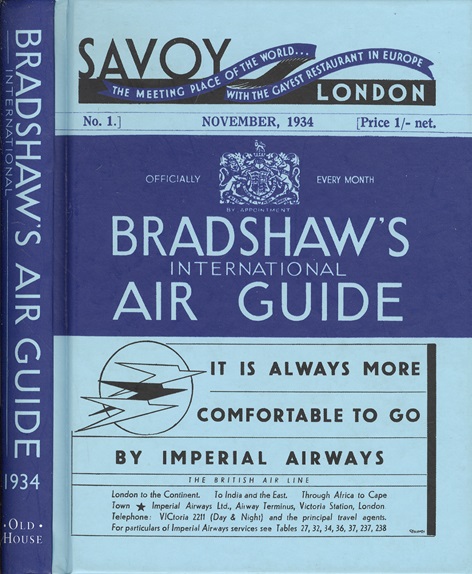 BRADSHAW'S
INTERNATIONAL
AIR GUIDE
1934
·OLD·
HOUSE
SAVOY
THE MEETING PLACE OF THE WORLD...
WITH THE GAYEST RESTAURANT IN EUROPE
LONDON
No. 1.] NOVEMBER, 1934 [Price 1/- net.
OFFICIALLY EVERY MONTH
BY APPOINTMENT
BRADSHAW'S
INTERNATIONAL
AIR GUIDE
IT IS ALWAYS MORE
COMFORTABLE TO GO
BY IMPERIAL AIRWAYS
THE BRITISH AIR LINE
London to the Continent. To India and the East. Through Africa to Cape
Town ★ Imperial Airways Ltd., Airway Terminus, Victoria Station, London
Telephone: VICtoria 2211 (Day & Night) and the principal travel agents.
For particulars of Imperial Airways services see Tables 27, 32, 34, 36, 37, 237, 238